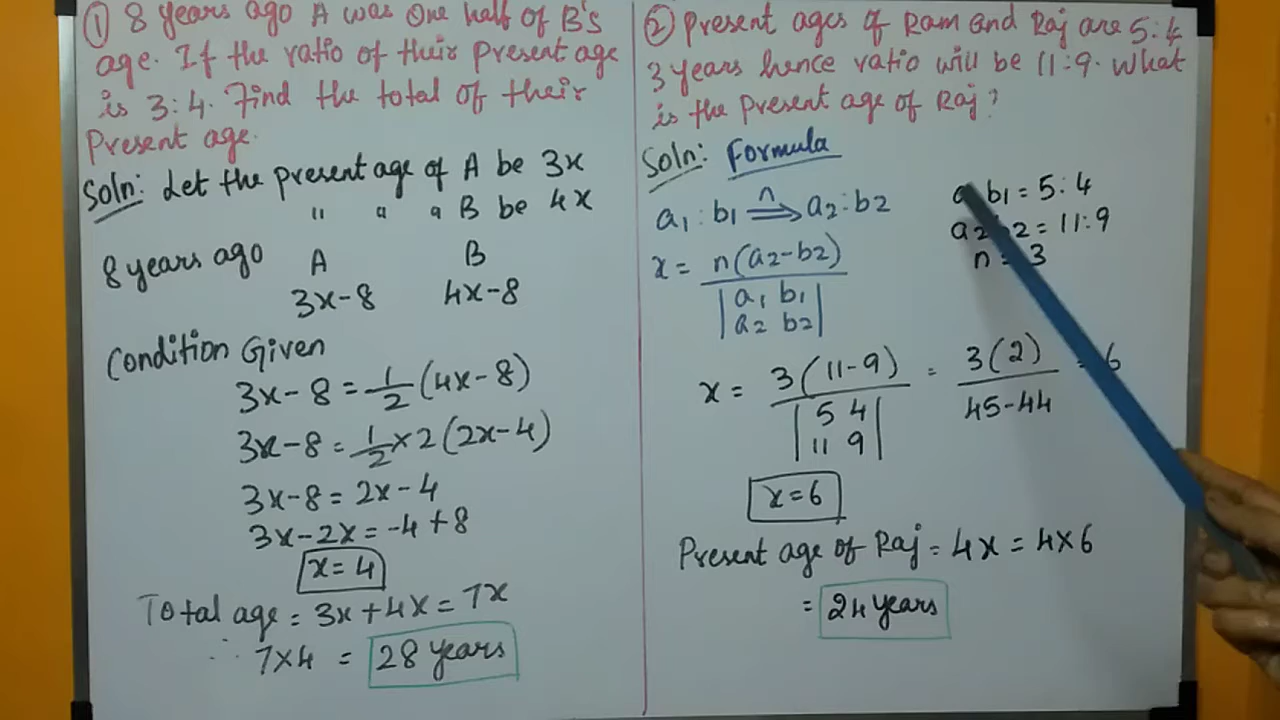 ① 8 years ago A was One half of B's
age. If the ratio of their present age
is 3:4. Find the total of their
Present age.
Soln: Let the present age of A be 3x
" " " B be 4x
8 years ago A B
3x-8 4x-8
Condition Given
3x-8 = 1/2 (4x-8)
3x-8 = 1/2 × 2 (2x-4)
3x-8 = 2x-4
3x-2x = -4+8
x=4
Total age = 3x+4x = 7x
∴ 7×4 = 28 years
② Present ages of Ram and Raj are 5:4
3 years hence ratio will be 11:9. What
is the present age of Raj?
Soln: Formula
a1 : b1 n⟹ a2 : b2
x = n(a2-b2) / |a1 b1|
|a2 b2|
b1 = 5:4
a2 b2 = 11:9
n = 3
x = 3(11-9) / |5 4| = 3(2) / 45-44 = 6
|11 9|
x=6
Present age of Raj = 4x = 4×6
= 24 years